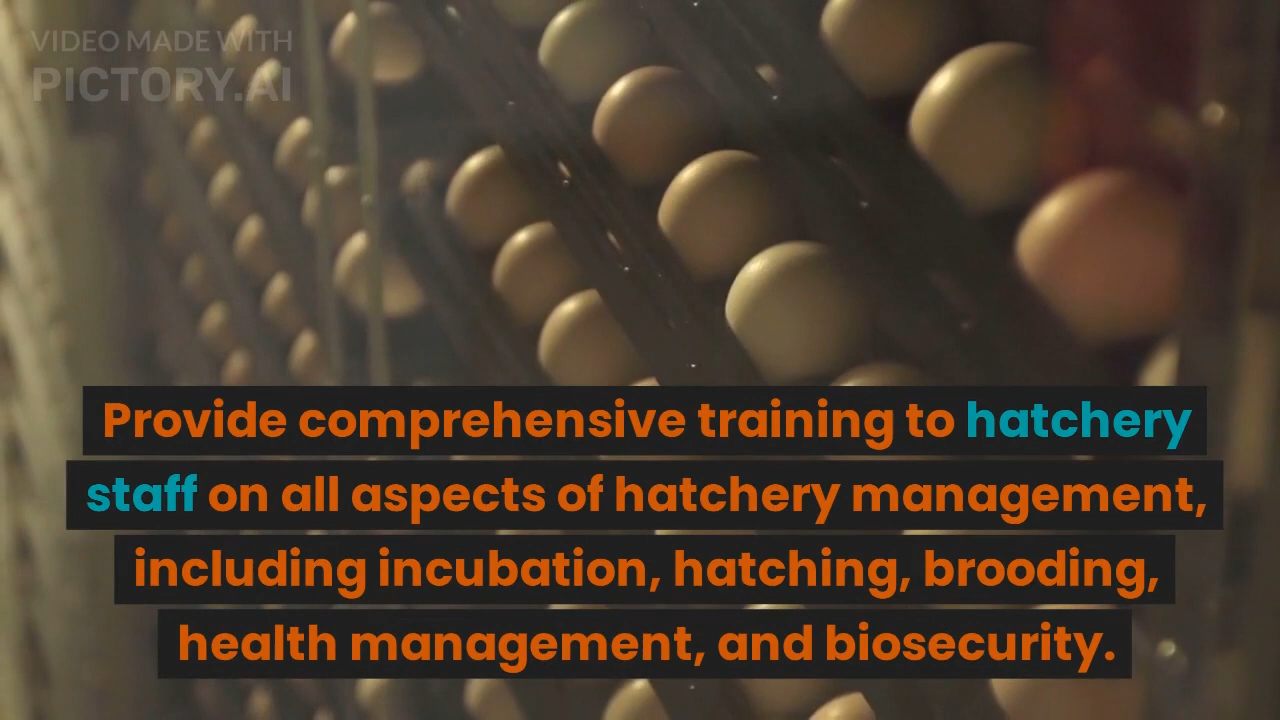 VIDEO MADE WITH
PICTORY.AI
Provide comprehensive training to hatchery
staff on all aspects of hatchery management,
including incubation, hatching, brooding,
health management, and biosecurity.